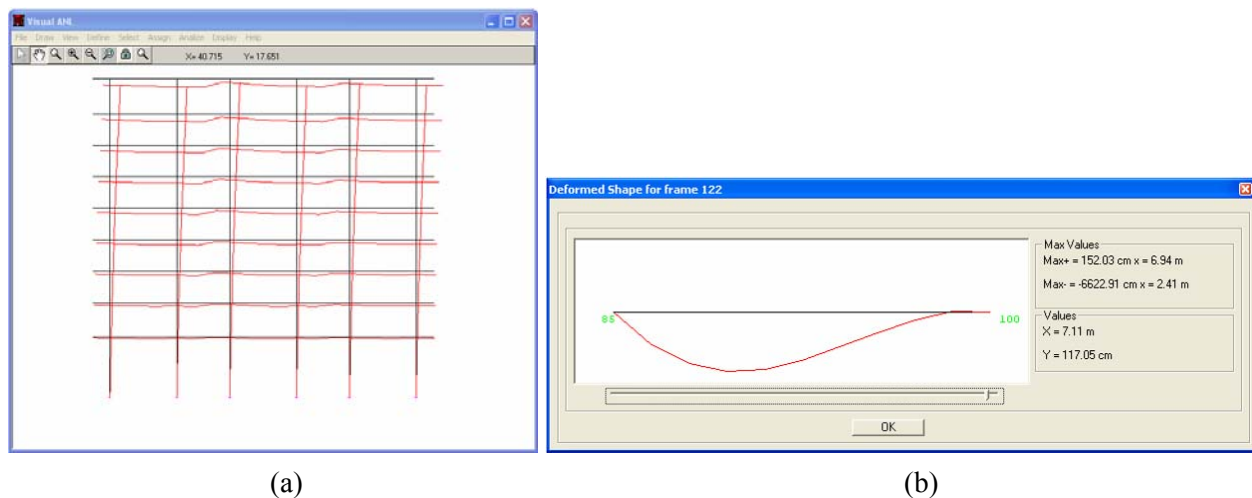 Visual ANL
File Draw View Define Select Assign Analize Display Help
X= 40.715 Y= 17.651
Deformed Shape for frame 122
85
100
Max Values
Max+ = 152.03 cm x = 6.94 m
Max- = -6622.91 cm x = 2.41 m
Values
X = 7.11 m
Y = 117.05 cm
OK
(a) (b)